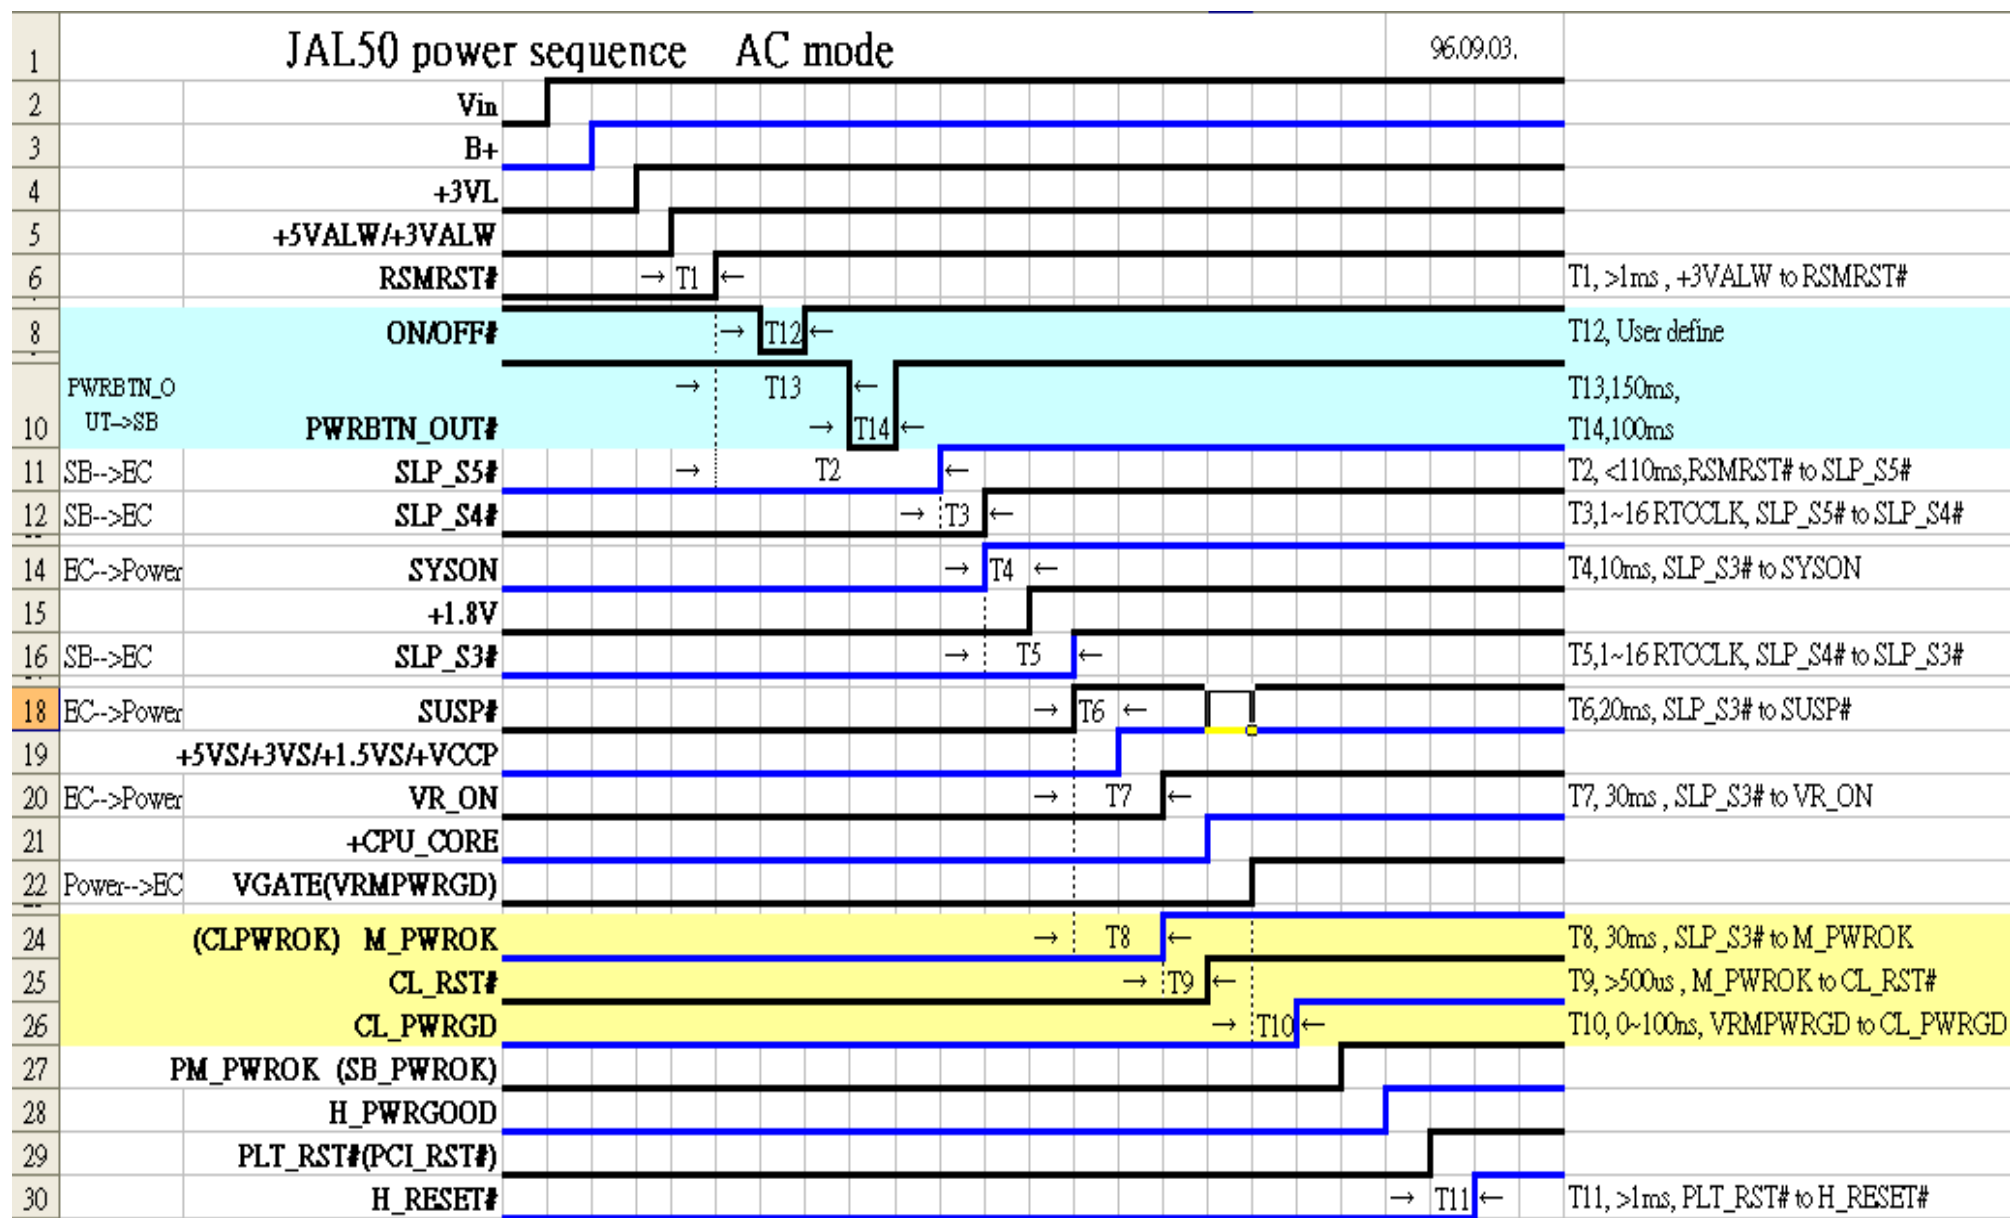 1 JAL50 power sequence AC mode 96.09.03.
2 Vin
3 B+
4 +3VL
5 +5VALW/+3VALW
6 RSMRST# → T1 ← T1, >1ms , +3VALW to RSMRST#
8 ON/OFF# → T12 ← T12, User define
PWRBTN_O → T13 ← T13,150ms,
10 UT-->SB PWRBTN_OUT# → T14 ← T14,100ms
11 SB-->EC SLP_S5# → T2 ← T2, <110ms,RSMRST# to SLP_S5#
12 SB-->EC SLP_S4# → T3 ← T3,1~16 RTCCLK, SLP_S5# to SLP_S4#
14 EC-->Power SYSON → T4 ← T4,10ms, SLP_S3# to SYSON
15 +1.8V
16 SB-->EC SLP_S3# → T5 ← T5,1~16 RTCCLK, SLP_S4# to SLP_S3#
18 EC-->Power SUSP# → T6 ← T6,20ms, SLP_S3# to SUSP#
19 +5VS/+3VS/+1.5VS/+VCCP
20 EC-->Power VR_ON → T7 ← T7, 30ms , SLP_S3# to VR_ON
21 +CPU_CORE
22 Power-->EC VGATE(VRMPWRGD)
24 (CLPWROK) M_PWROK → T8 ← T8, 30ms , SLP_S3# to M_PWROK
25 CL_RST# → T9 ← T9, >500us , M_PWROK to CL_RST#
26 CL_PWRGD → T10 ← T10, 0~100ns, VRMPWRGD to CL_PWRGD
27 PM_PWROK (SB_PWROK)
28 H_PWRGOOD
29 PLT_RST#(PCI_RST#)
30 H_RESET# → T11 ← T11, >1ms, PLT_RST# to H_RESET#